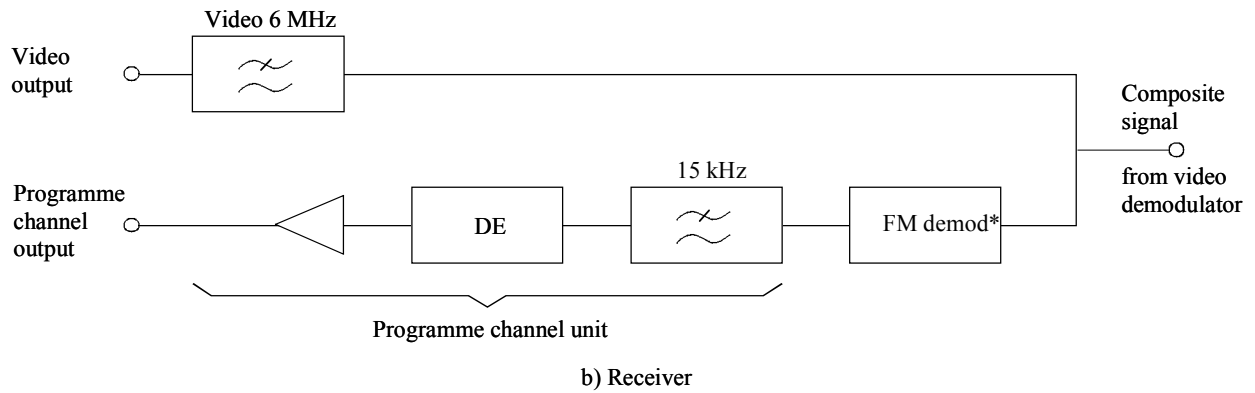 Video 6 MHz
Video
output
Composite
signal
from video
demodulator
15 kHz
Programme
channel
output
DE
FM demod*
Programme channel unit
b) Receiver